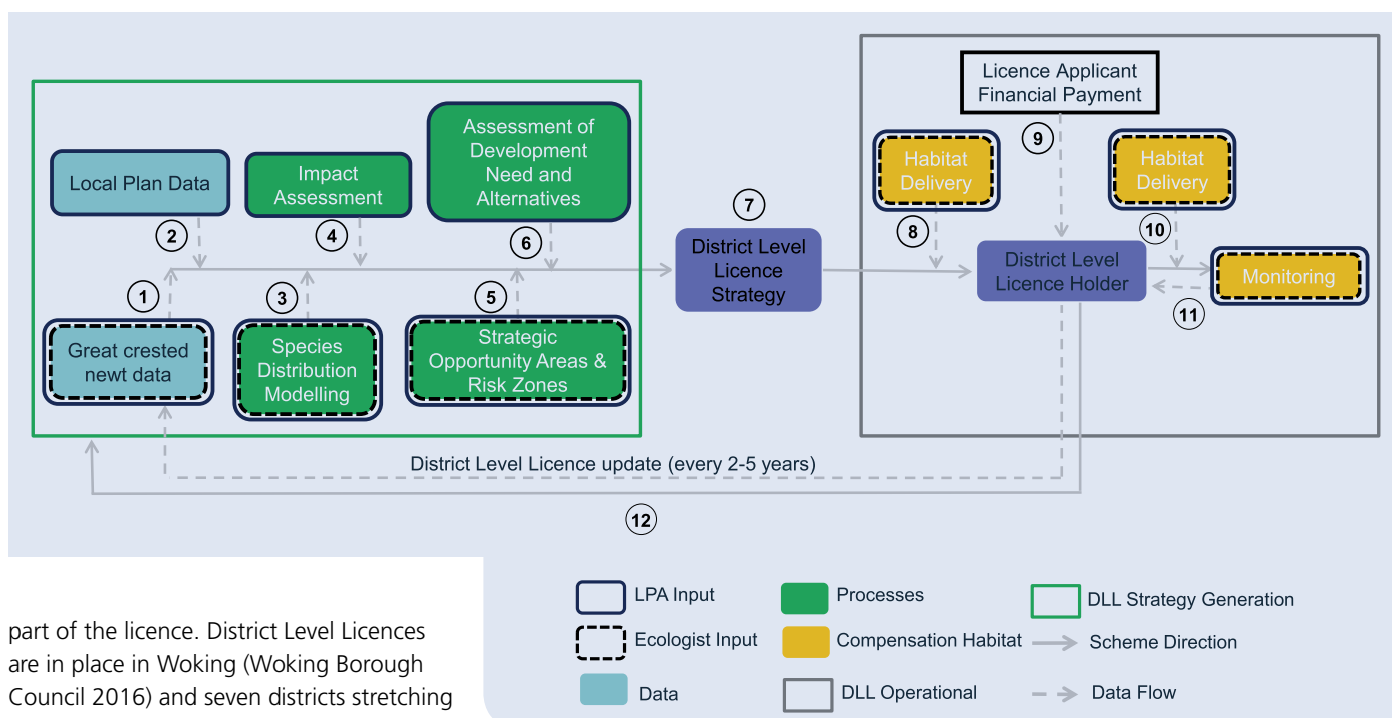 Licence Applicant
Financial Payment
Assessment of
Development
Need and
Alternatives
Local Plan Data
Impact
Assessment
Habitat
Delivery
9
Habitat
Delivery
2
4
6
7
8
10
District Level
Licence
Strategy
District Level
Licence Holder
Monitoring
1
3
5
11
Great crested
newt data
Species
Distribution
Modelling
Strategic
Opportunity Areas &
Risk Zones
District Level Licence update (every 2-5 years)
12
part of the licence. District Level Licences
are in place in Woking (Woking Borough
Council 2016) and seven districts stretching
LPA Input
Processes
DLL Strategy Generation
Ecologist Input
Compensation Habitat
Scheme Direction
Data
DLL Operational
Data Flow